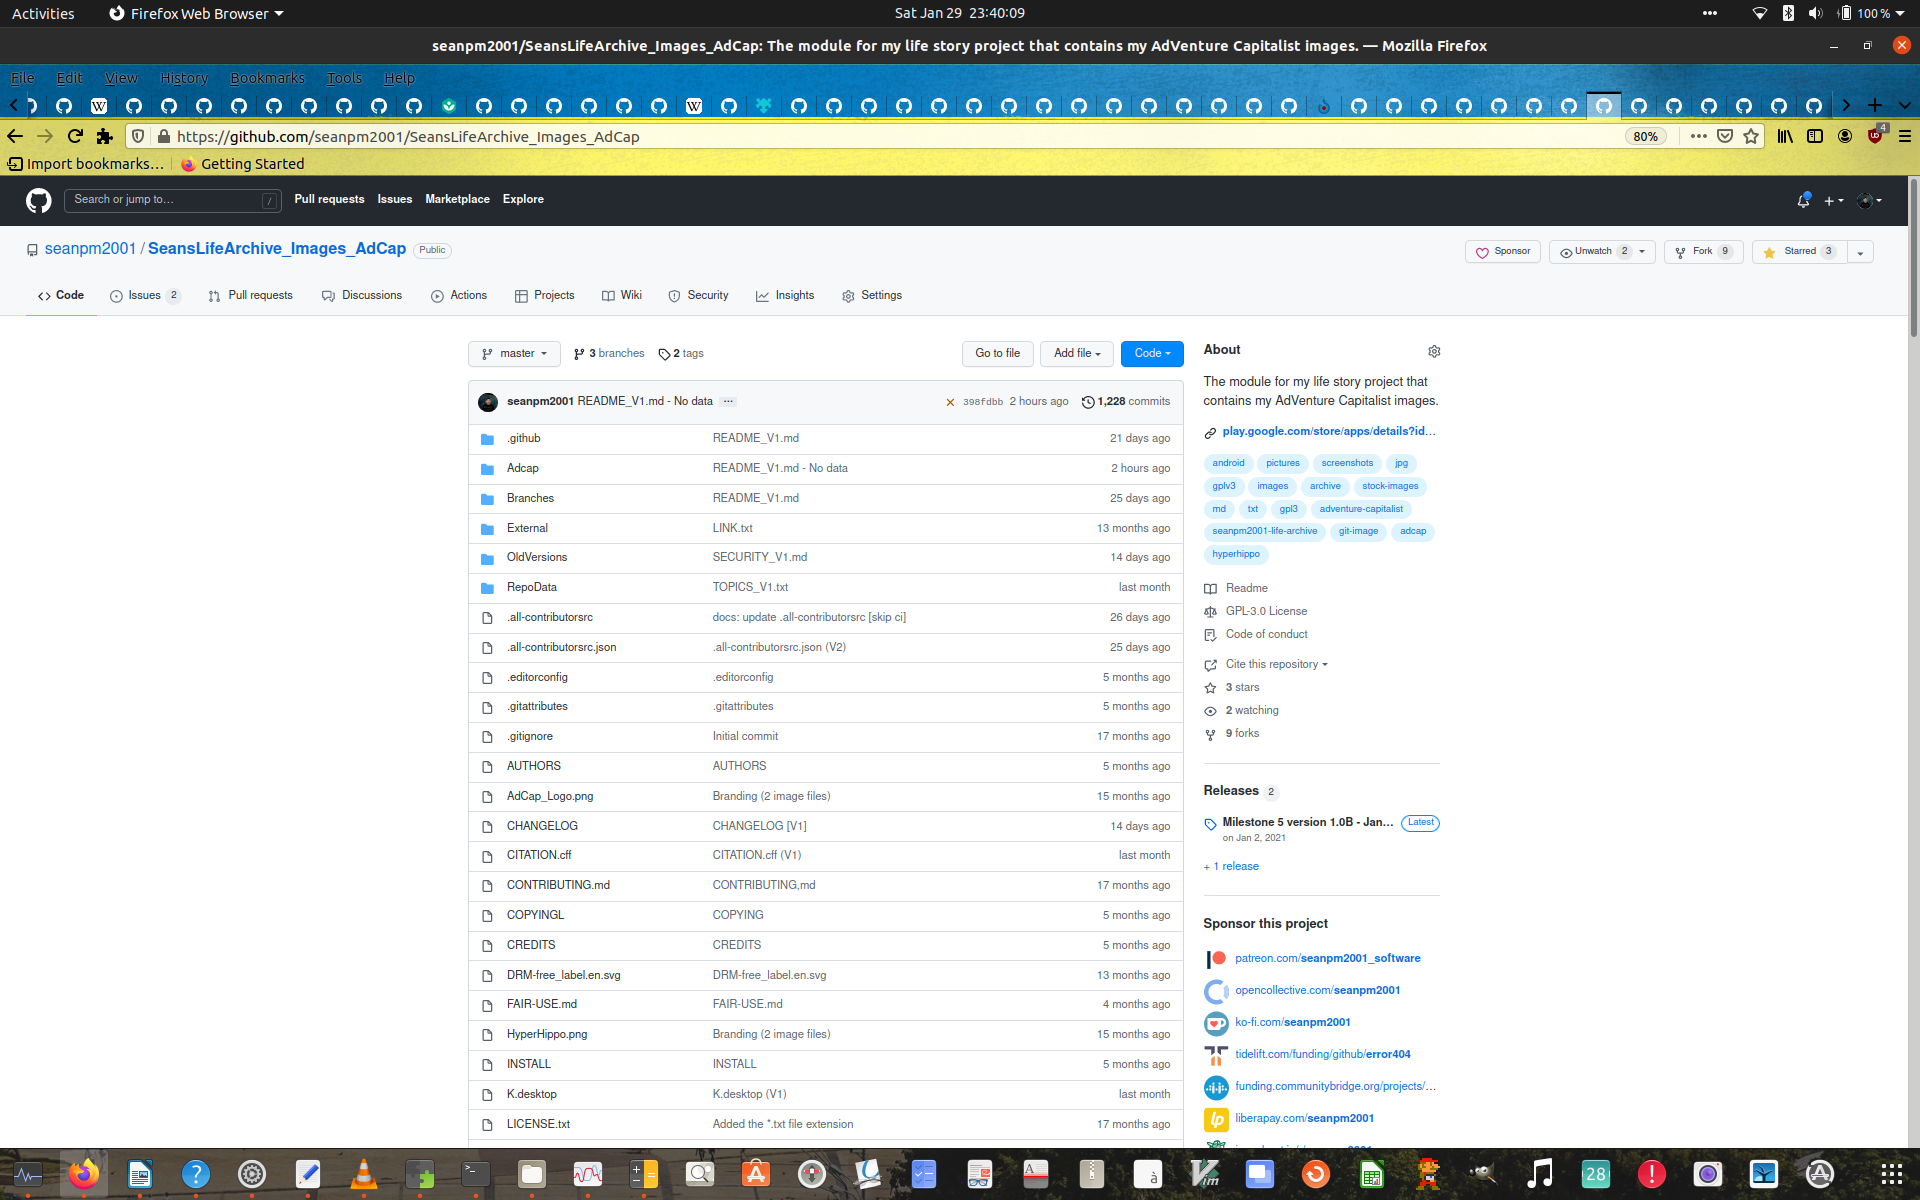 Activities
Firefox Web Browser
Sat Jan 29 23:40:09
100 %
seanpm2001/SeansLifeArchive_Images_AdCap: The module for my life story project that contains my AdVenture Capitalist images. — Mozilla Firefox
File Edit View History Bookmarks Tools Help
https://github.com/seanpm2001/SeansLifeArchive_Images_AdCap
80%
4
Import bookmarks…
Getting Started
Search or jump to…
/
Pull requests Issues Marketplace Explore
seanpm2001 / SeansLifeArchive_Images_AdCap Public
Sponsor
Unwatch 2
Fork 9
Starred 3
Code
Issues 2
Pull requests
Discussions
Actions
Projects
Wiki
Security
Insights
Settings
master
3 branches
2 tags
Go to file
Add file
Code
seanpm2001 README_V1.md - No data ...
398fdbb 2 hours ago
1,228 commits
.github README_V1.md 21 days ago
Adcap README_V1.md - No data 2 hours ago
Branches README_V1.md 25 days ago
External LINK.txt 13 months ago
OldVersions SECURITY_V1.md 14 days ago
RepoData TOPICS_V1.txt last month
.all-contributorsrc docs: update .all-contributorsrc [skip ci] 26 days ago
.all-contributorsrc.json .all-contributorsrc.json (V2) 25 days ago
.editorconfig .editorconfig 5 months ago
.gitattributes .gitattributes 5 months ago
.gitignore Initial commit 17 months ago
AUTHORS AUTHORS 5 months ago
AdCap_Logo.png Branding (2 image files) 15 months ago
CHANGELOG CHANGELOG [V1] 14 days ago
CITATION.cff CITATION.cff (V1) last month
CONTRIBUTING.md CONTRIBUTING,md 17 months ago
COPYINGL COPYING 5 months ago
CREDITS CREDITS 5 months ago
DRM-free_label.en.svg DRM-free_label.en.svg 13 months ago
FAIR-USE.md FAIR-USE.md 4 months ago
HyperHippo.png Branding (2 image files) 15 months ago
INSTALL INSTALL 5 months ago
K.desktop K.desktop (V1) last month
LICENSE.txt Added the *.txt file extension 17 months ago
About
The module for my life story project that
contains my AdVenture Capitalist images.
play.google.com/store/apps/details?id…
android pictures screenshots jpg
gplv3 images archive stock-images
md txt gpl3 adventure-capitalist
seanpm2001-life-archive git-image adcap
hyperhippo
Readme
GPL-3.0 License
Code of conduct
Cite this repository
3 stars
2 watching
9 forks
Releases 2
Milestone 5 version 1.0B - Jan… Latest
on Jan 2, 2021
+ 1 release
Sponsor this project
patreon.com/seanpm2001_software
opencollective.com/seanpm2001
ko-fi.com/seanpm2001
tidelift.com/funding/github/error404
funding.communitybridge.org/projects/…
lp
liberapay.com/seanpm2001
28